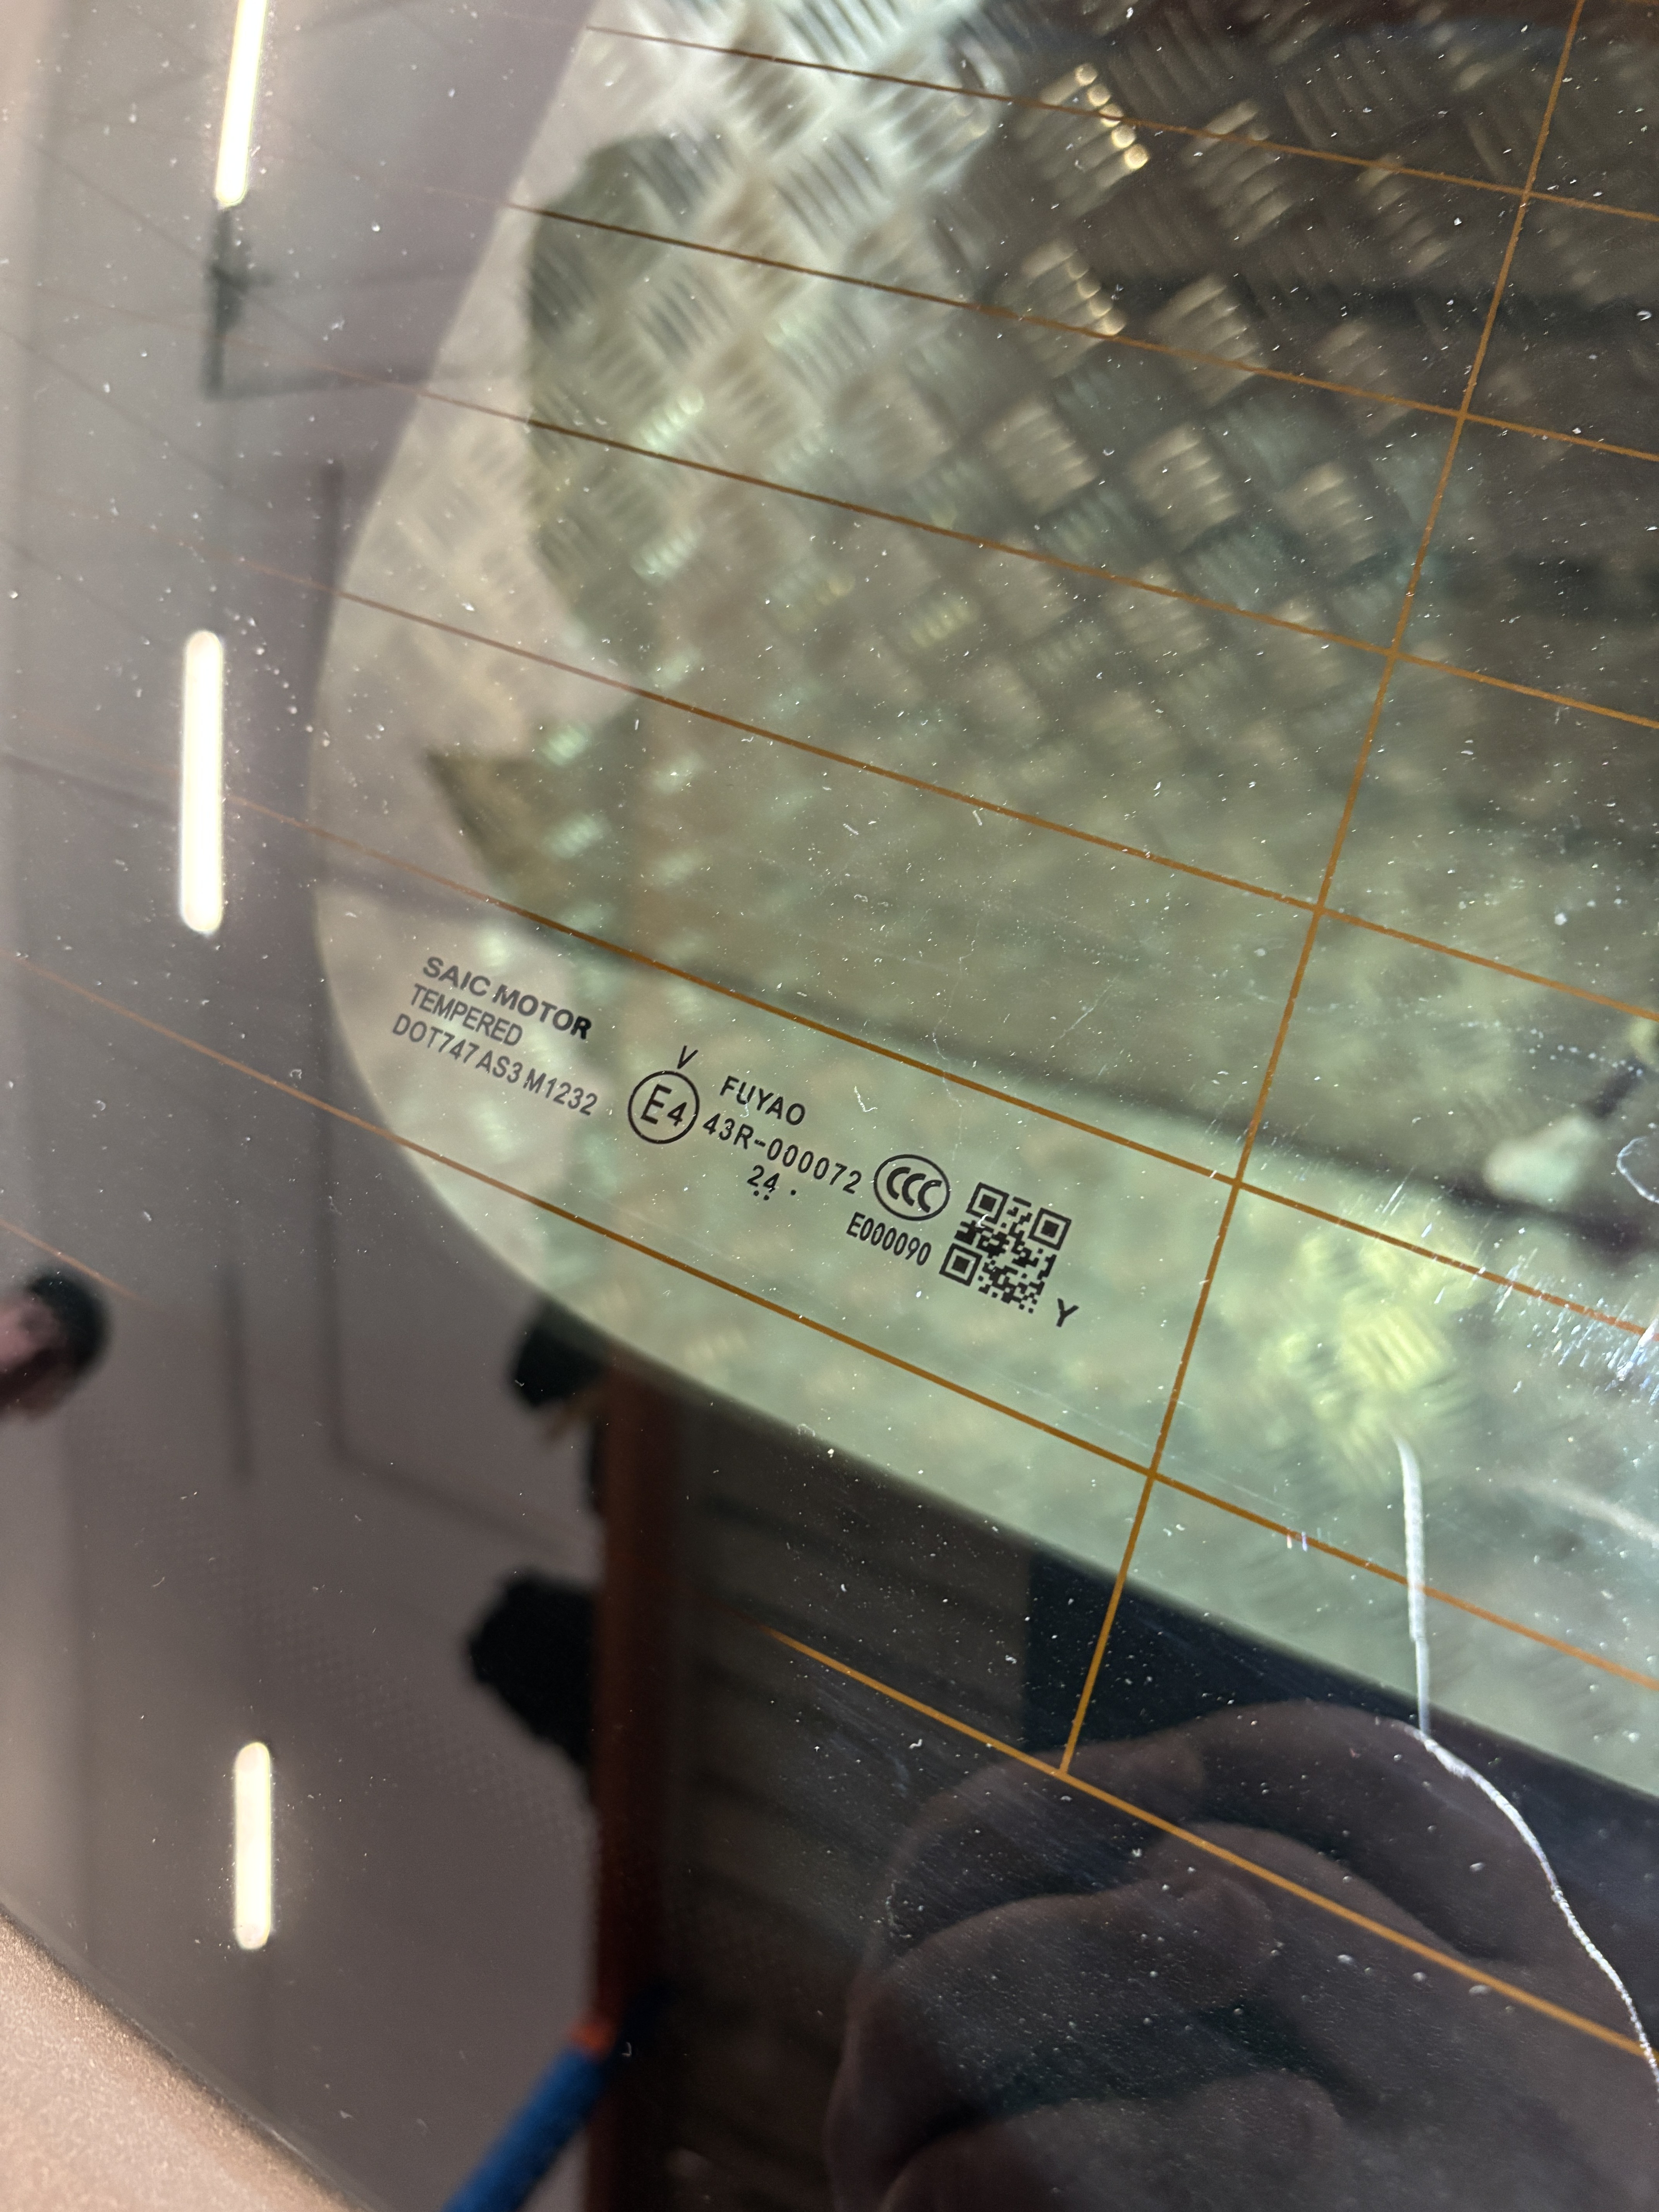 SAIC MOTOR
TEMPERED
DOT747 AS3 M1232
V
E4
FUYAO
43R-000072
24
CCC
E000090
Y